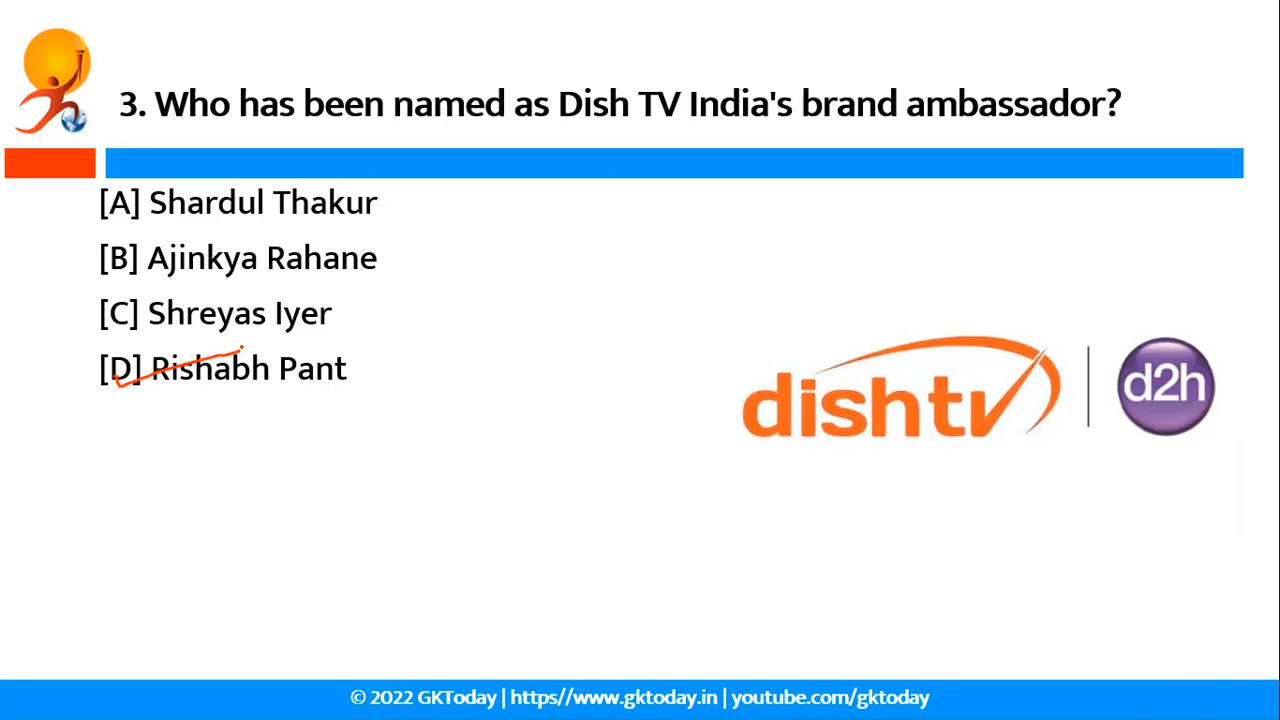 3. Who has been named as Dish TV India's brand ambassador?
[A] Shardul Thakur
[B] Ajinkya Rahane
[C] Shreyas Iyer
[D] Rishabh Pant
dishtv d2h
© 2022 GKToday | https//www.gktoday.in | youtube.com/gktoday